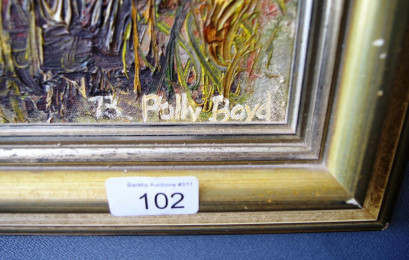 73. Polly Boyd
Barsby Auctions #311
102